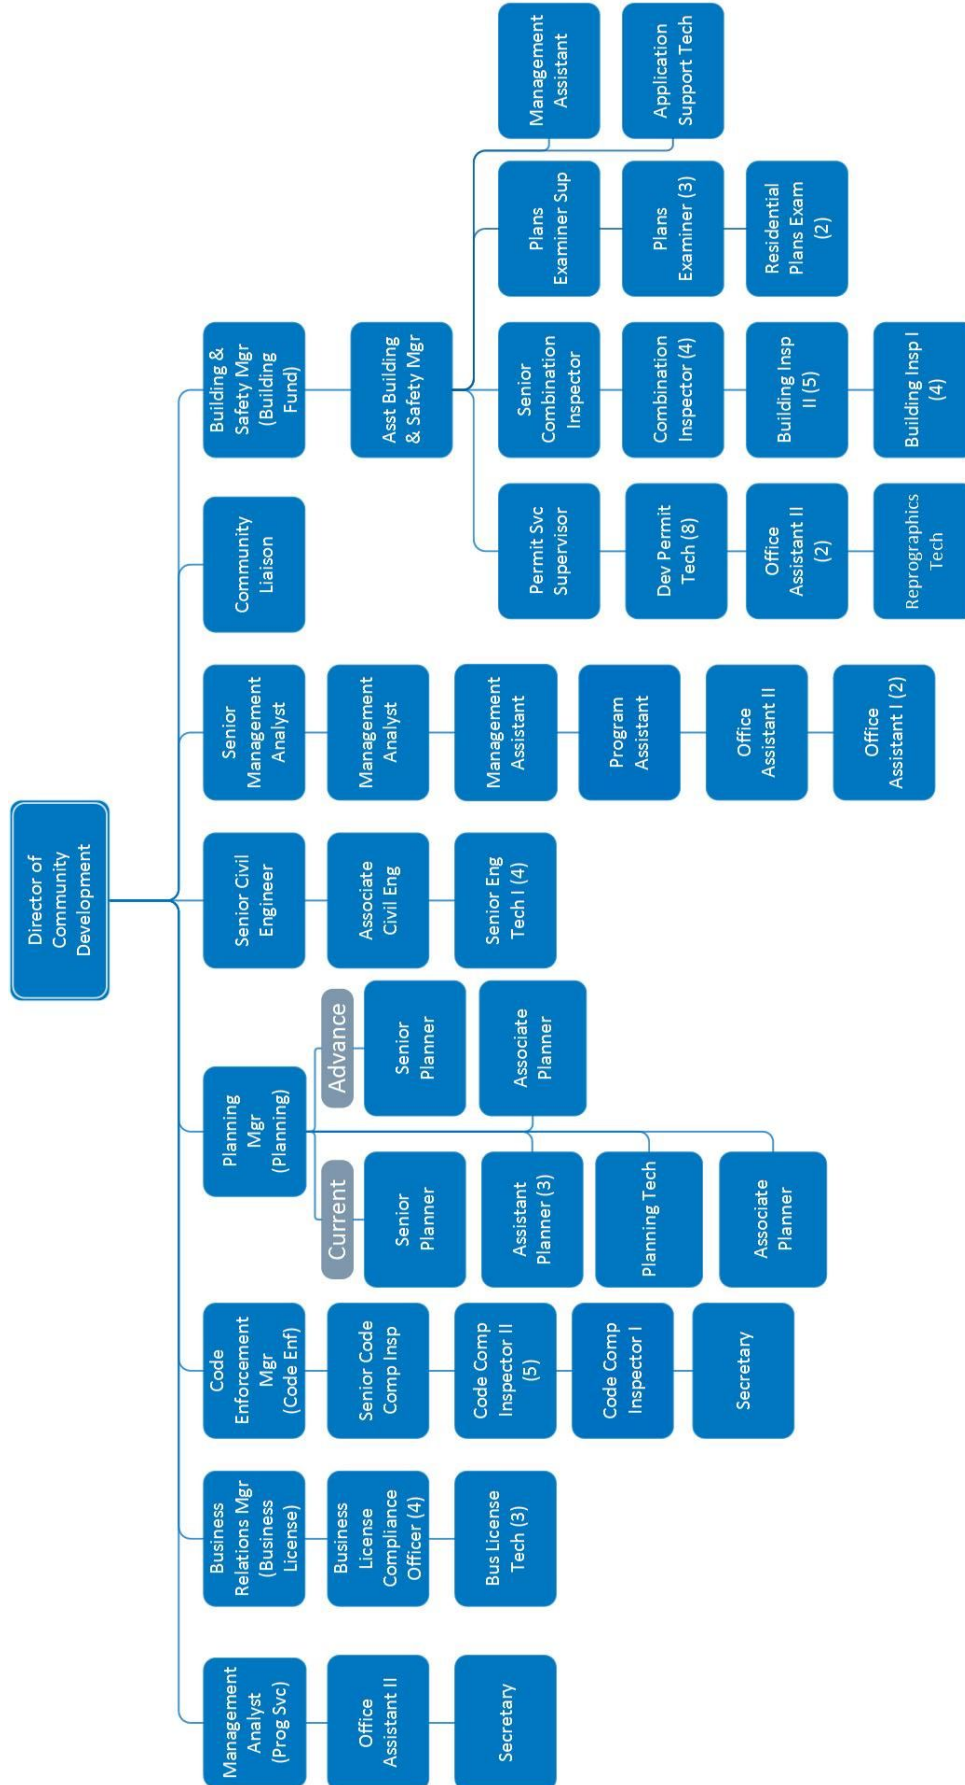 Director of
Community
Development
Management
Analyst
(Prog Svc)
Office
Assistant II
Secretary
Business
Relations Mgr
(Business
License)
Business
License
Compliance
Officer (4)
Bus License
Tech (3)
Code
Enforcement
Mgr
(Code Enf)
Senior Code
Comp Insp
Code Comp
Inspector II
(5)
Code Comp
Inspector I
Secretary
Planning
Mgr
(Planning)
Current
Senior
Planner
Assistant
Planner (3)
Planning Tech
Associate
Planner
Advance
Senior
Planner
Associate
Planner
Senior Civil
Engineer
Associate
Civil Eng
Senior Eng
Tech I (4)
Senior
Management
Analyst
Management
Analyst
Management
Assistant
Program
Assistant
Office
Assistant II
Office
Assistant I (2)
Community
Liaison
Building &
Safety Mgr
(Building
Fund)
Asst Building
& Safety Mgr
Permit Svc
Supervisor
Dev Permit
Tech (8)
Office
Assistant II
(2)
Reprographics
Tech
Senior
Combination
Inspector
Combination
Inspector (4)
Building Insp
II (5)
Building Insp I
(4)
Plans
Examiner Sup
Plans
Examiner (3)
Residential
Plans Exam
(2)
Management
Assistant
Application
Support Tech